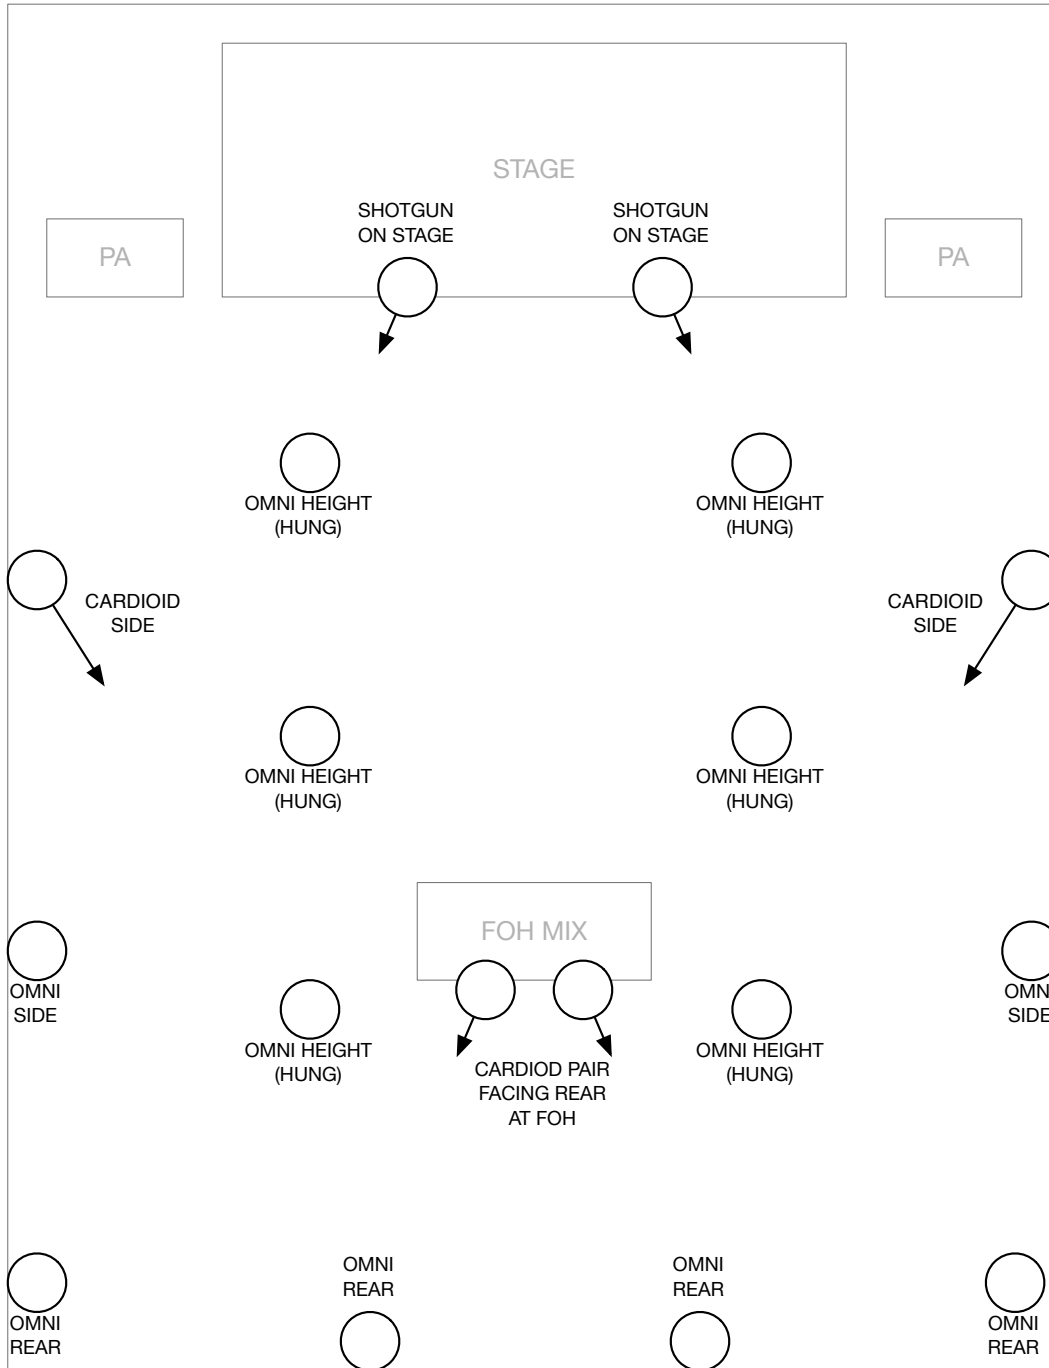 STAGE
SHOTGUN
ON STAGE
SHOTGUN
ON STAGE
PA
PA
OMNI HEIGHT
(HUNG)
OMNI HEIGHT
(HUNG)
CARDIOID
SIDE
CARDIOID
SIDE
OMNI HEIGHT
(HUNG)
OMNI HEIGHT
(HUNG)
FOH MIX
OMNI
SIDE
OMNI
SIDE
OMNI HEIGHT
(HUNG)
OMNI HEIGHT
(HUNG)
CARDIOD PAIR
FACING REAR
AT FOH
OMNI
REAR
OMNI
REAR
OMNI
REAR
OMNI
REAR